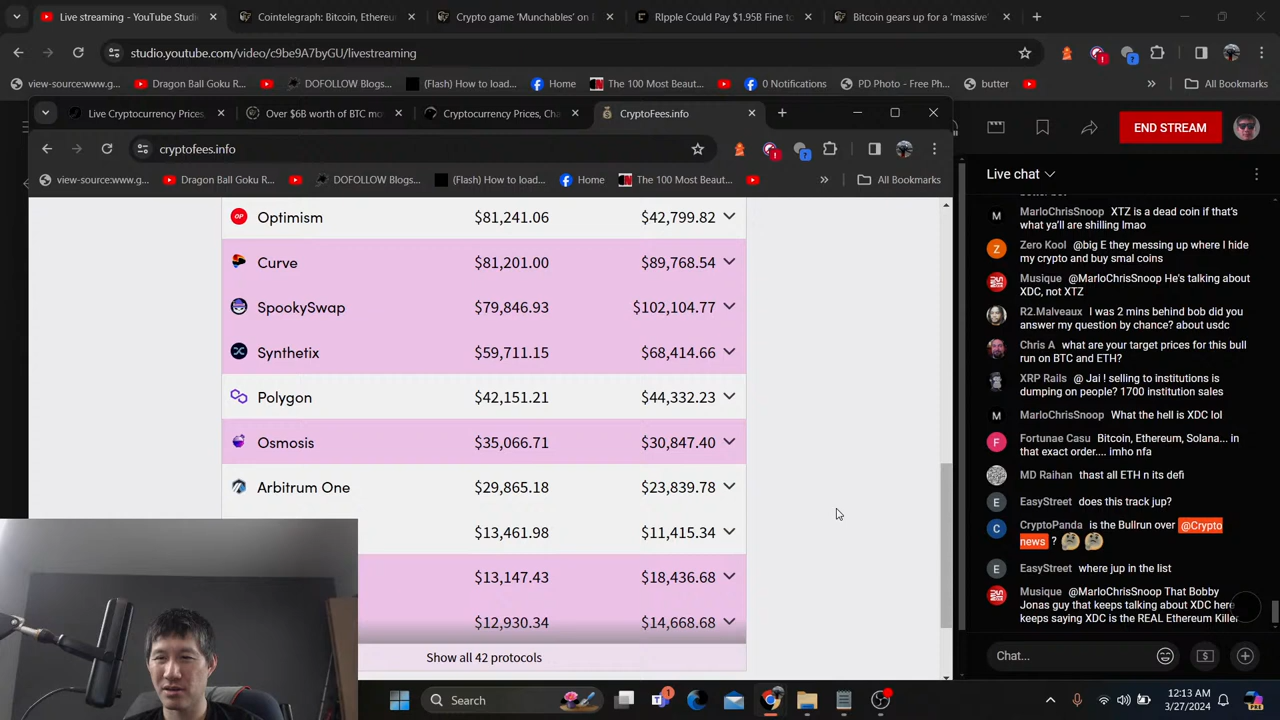 Live streaming - YouTube Studi
Cointelegraph: Bitcoin, Ethereu
Crypto game 'Munchables' on B
RIpple Could Pay $1.95B Fine to
Bitcoin gears up for a 'massive'
studio.youtube.com/video/c9be9A7byGU/livestreaming
view-source:www.g...
Dragon Ball Goku R...
DOFOLLOW Blogs...
(Flash) How to load...
Home
The 100 Most Beaut...
0 Notifications
PD Photo - Free Ph...
butter
All Bookmarks
Live Cryptocurrency Prices,
Over $6B worth of BTC mo
Cryptocurrency Prices, Cha
CryptoFees.info
cryptofees.info
view-source:www.g...
Dragon Ball Goku R...
DOFOLLOW Blogs...
(Flash) How to load...
Home
The 100 Most Beaut...
All Bookmarks
Optimism $81,241.06 $42,799.82
Curve $81,201.00 $89,768.54
SpookySwap $79,846.93 $102,104.77
Synthetix $59,711.15 $68,414.66
Polygon $42,151.21 $44,332.23
Osmosis $35,066.71 $30,847.40
Arbitrum One $29,865.18 $23,839.78
$13,461.98 $11,415.34
$13,147.43 $18,436.68
$12,930.34 $14,668.68
Show all 42 protocols
END STREAM
Live chat
MarloChrisSnoop XTZ is a dead coin if that's
what ya'll are shilling lmao
Zero Kool @big E they messing up where I hide
my crypto and buy smal coins
Musique @MarloChrisSnoop He's talking about
XDC, not XTZ
R2.Malveaux I was 2 mins behind bob did you
answer my question by chance? about usdc
Chris A what are your target prices for this bull
run on BTC and ETH?
XRP Rails @ Jai ! selling to institutions is
dumping on people? 1700 institution sales
MarloChrisSnoop What the hell is XDC lol
Fortunae Casu Bitcoin, Ethereum, Solana... in
that exact order.... imho nfa
MD Raihan thast all ETH n its defi
EasyStreet does this track jup?
CryptoPanda is the Bullrun over @Crypto
news ?
EasyStreet where jup in the list
Musique @MarloChrisSnoop That Bobby
Jonas guy that keeps talking about XDC here
keeps saying XDC is the REAL Ethereum Killer
Chat...
Search
12:13 AM
3/27/2024